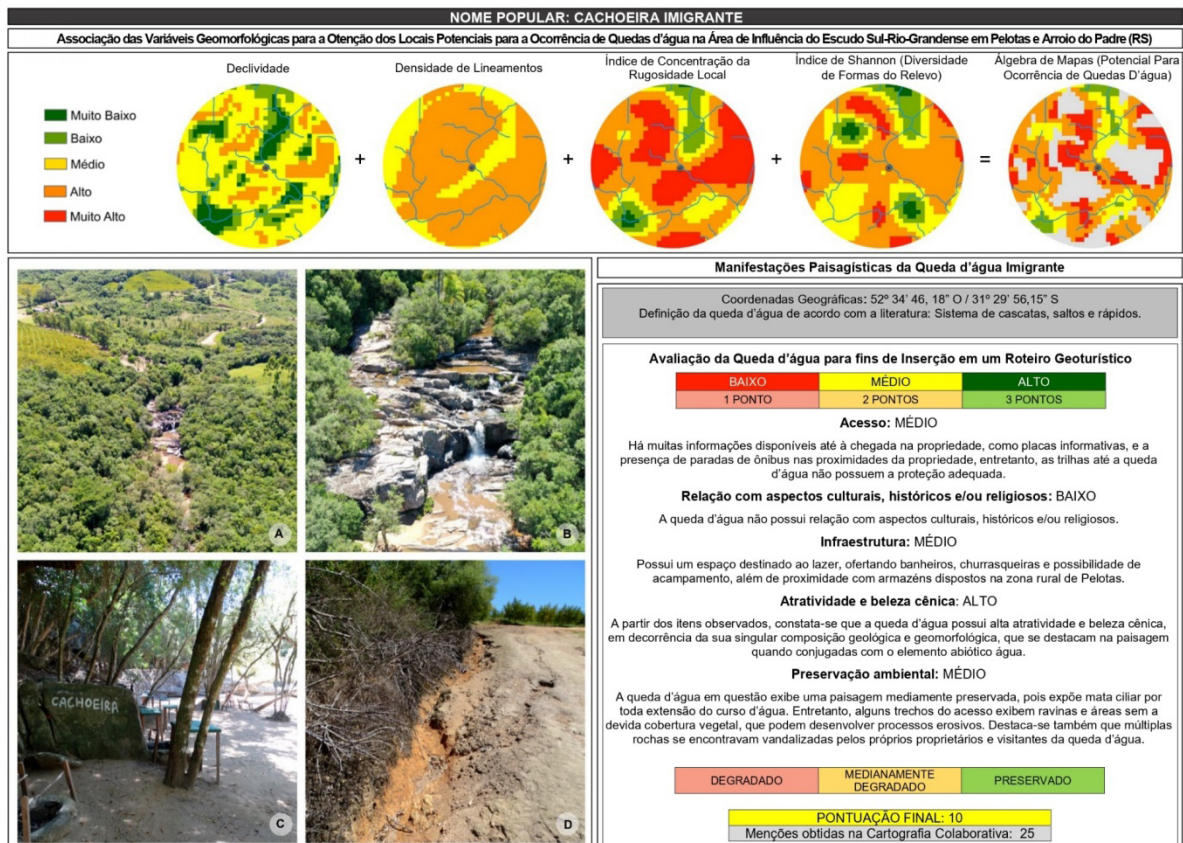 NOME POPULAR: CACHOEIRA IMIGRANTE
Associação das Variáveis Geomorfológicas para a Otenção dos Locais Potenciais para a Ocorrência de Quedas d'água na Área de Influência do Escudo Sul-Rio-Grandense em Pelotas e Arroio do Padre (RS)
Declividade
Densidade de Lineamentos
Índice de Concentração da
Rugosidade Local
Índice de Shannon (Diversidade
de Formas do Relevo)
Álgebra de Mapas (Potencial Para
Ocorrência de Quedas D'água)
Muito Baixo
Baixo
Médio
Alto
Muito Alto
+
+
+
=
A
B
CACHOEIRA
C
D
Manifestações Paisagísticas da Queda d'água Imigrante
Coordenadas Geográficas: 52º 34' 46, 18" O / 31º 29' 56,15" S
Definição da queda d'água de acordo com a literatura: Sistema de cascatas, saltos e rápidos.
Avaliação da Queda d'água para fins de Inserção em um Roteiro Geoturístico
BAIXO MÉDIO ALTO
1 PONTO 2 PONTOS 3 PONTOS
Acesso: MÉDIO
Há muitas informações disponíveis até à chegada na propriedade, como placas informativas, e a
presença de paradas de ônibus nas proximidades da propriedade, entretanto, as trilhas até a queda
d'água não possuem a proteção adequada.
Relação com aspectos culturais, históricos e/ou religiosos: BAIXO
A queda d'água não possui relação com aspectos culturais, históricos e/ou religiosos.
Infraestrutura: MÉDIO
Possui um espaço destinado ao lazer, ofertando banheiros, churrasqueiras e possibilidade de
acampamento, além de proximidade com armazéns dispostos na zona rural de Pelotas.
Atratividade e beleza cênica: ALTO
A partir dos itens observados, constata-se que a queda d'água possui alta atratividade e beleza cênica,
em decorrência da sua singular composição geológica e geomorfológica, que se destacam na paisagem
quando conjugadas com o elemento abiótico água.
Preservação ambiental: MÉDIO
A queda d'água em questão exibe uma paisagem mediamente preservada, pois expõe mata ciliar por
toda extensão do curso d'água. Entretanto, alguns trechos do acesso exibem ravinas e áreas sem a
devida cobertura vegetal, que podem desenvolver processos erosivos. Destaca-se também que múltiplas
rochas se encontravam vandalizadas pelos próprios proprietários e visitantes da queda d'água.
DEGRADADO
MEDIANAMENTE
DEGRADADO
PRESERVADO
PONTUAÇÃO FINAL: 10
Menções obtidas na Cartografia Colaborativa: 25